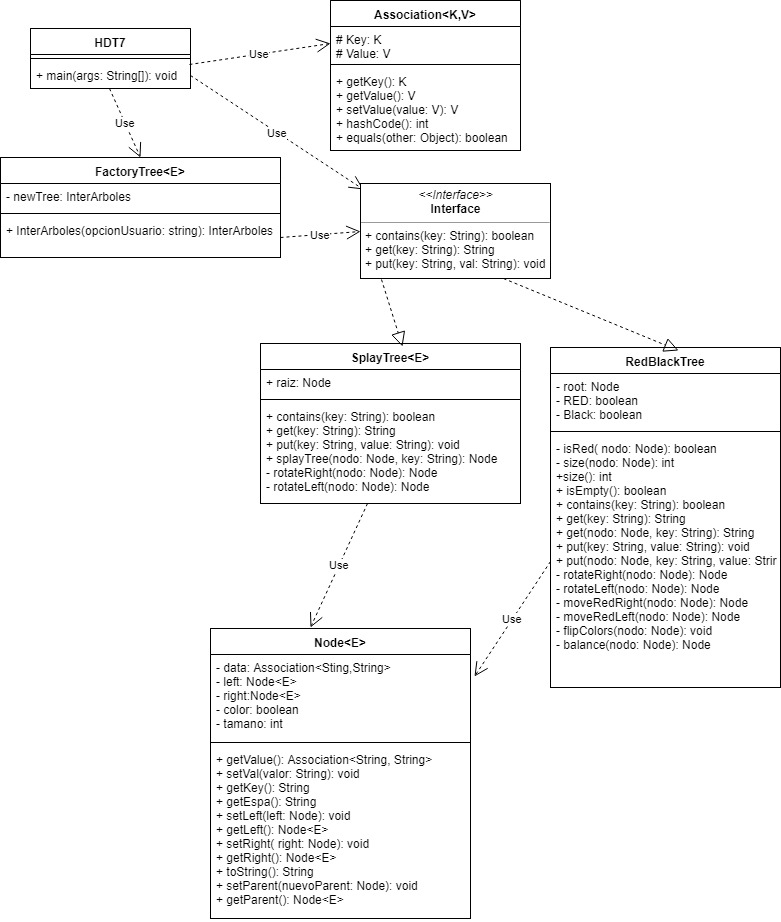 HDT7
+ main(args: String[]): void
Association<K,V>
# Key: K
# Value: V
+ getKey(): K
+ getValue(): V
+ setValue(value: V): V
+ hashCode(): int
+ equals(other: Object): boolean
Use
Use
Use
FactoryTree<E>
- newTree: InterArboles
+ InterArboles(opcionUsuario: string): InterArboles
Use
<<Interface>>
Interface
+ contains(key: String): boolean
+ get(key: String): String
+ put(key: String, val: String): void
SplayTree<E>
+ raiz: Node
+ contains(key: String): boolean
+ get(key: String): String
+ put(key: String, value: String): void
+ splayTree(nodo: Node, key: String): Node
- rotateRight(nodo: Node): Node
- rotateLeft(nodo: Node): Node
RedBlackTree
- root: Node
- RED: boolean
- Black: boolean
- isRed( nodo: Node): boolean
- size(nodo: Node): int
+size(): int
+ isEmpty(): boolean
+ contains(key: String): boolean
+ get(key: String): String
+ get(nodo: Node, key: String): String
+ put(key: String, value: String): void
+ put(nodo: Node, key: String, value: Strir
- rotateRight(nodo: Node): Node
- rotateLeft(nodo: Node): Node
- moveRedRight(nodo: Node): Node
- moveRedLeft(nodo: Node): Node
- flipColors(nodo: Node): void
- balance(nodo: Node): Node
Use
Use
Node<E>
- data: Association<Sting,String>
- left: Node<E>
- right:Node<E>
- color: boolean
- tamano: int
+ getValue(): Association<String, String>
+ setVal(valor: String): void
+ getKey(): String
+ getEspa(): String
+ setLeft(left: Node): void
+ getLeft(): Node<E>
+ setRight( right: Node): void
+ getRight(): Node<E>
+ toString(): String
+ setParent(nuevoParent: Node): void
+ getParent(): Node<E>